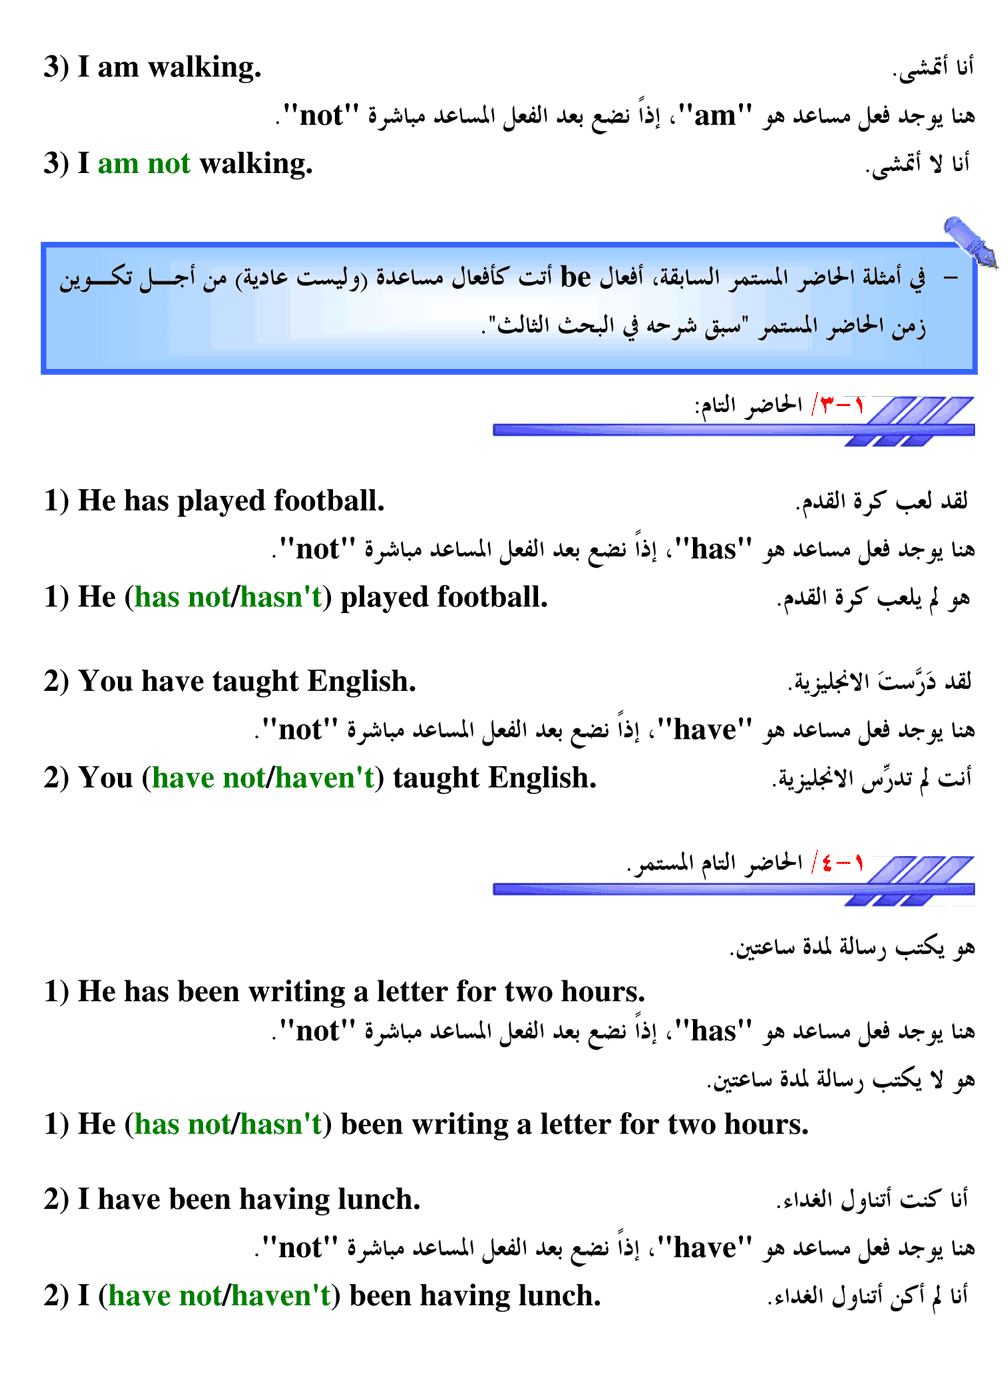 3) I am walking. أنا أتمشى.
هنا يوجد فعل مساعد هو "am"، إذاً نضع بعد الفعل المساعد مباشرة "not".
3) I am not walking. أنا لا أتمشى.
– في أمثلة الحاضر المستمر السابقة، أفعال be أتت كأفعال مساعدة (وليست عادية) من أجـــل تكـــوين
زمن الحاضر المستمر "سبق شرحه في البحث الثالث".
١-٣/ الحاضر التام:
1) He has played football. لقد لعب كرة القدم.
هنا يوجد فعل مساعد هو "has"، إذاً نضع بعد الفعل المساعد مباشرة "not".
1) He (has not/hasn't) played football. هو لم يلعب كرة القدم.
2) You have taught English. لقد دَرَّستَ الانجليزية.
هنا يوجد فعل مساعد هو "have"، إذاً نضع بعد الفعل المساعد مباشرة "not".
2) You (have not/haven't) taught English. أنت لم تدرِّس الانجليزية.
١-٤/ الحاضر التام المستمر.
هو يكتب رسالة لمدة ساعتين.
1) He has been writing a letter for two hours.
هنا يوجد فعل مساعد هو "has"، إذاً نضع بعد الفعل المساعد مباشرة "not".
هو لا يكتب رسالة لمدة ساعتين.
1) He (has not/hasn't) been writing a letter for two hours.
2) I have been having lunch. أنا كنت أتناول الغداء.
هنا يوجد فعل مساعد هو "have"، إذاً نضع بعد الفعل المساعد مباشرة "not".
2) I (have not/haven't) been having lunch. أنا لم أكن أتناول الغداء.